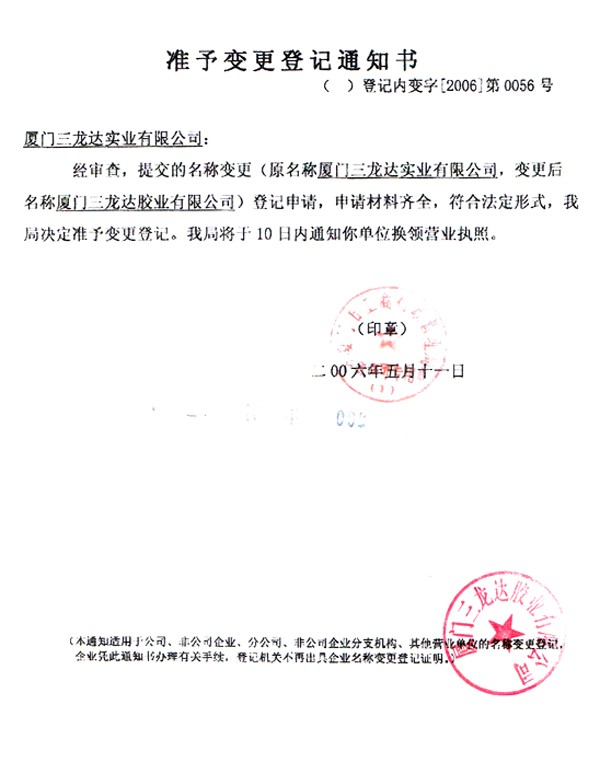 准予变更登记通知书
（ ）登记内变字[2006]第0056号
厦门三龙达实业有限公司：
经审查，提交的名称变更（原名称厦门三龙达实业有限公司，变更后
名称厦门三龙达胶业有限公司）登记申请，申请材料齐全，符合法定形式，我
局决定准予变更登记。我局将于10日内通知你单位换领营业执照。
（印章）
二00六年五月十一日
厦门三龙达胶业有限公司
（本通知适用于公司、非公司企业、分公司、非公司企业分支机构、其他营业单位的名称变更登记，
企业凭此通知书办理有关手续，登记机关不再出具企业名称变更登记证明。）